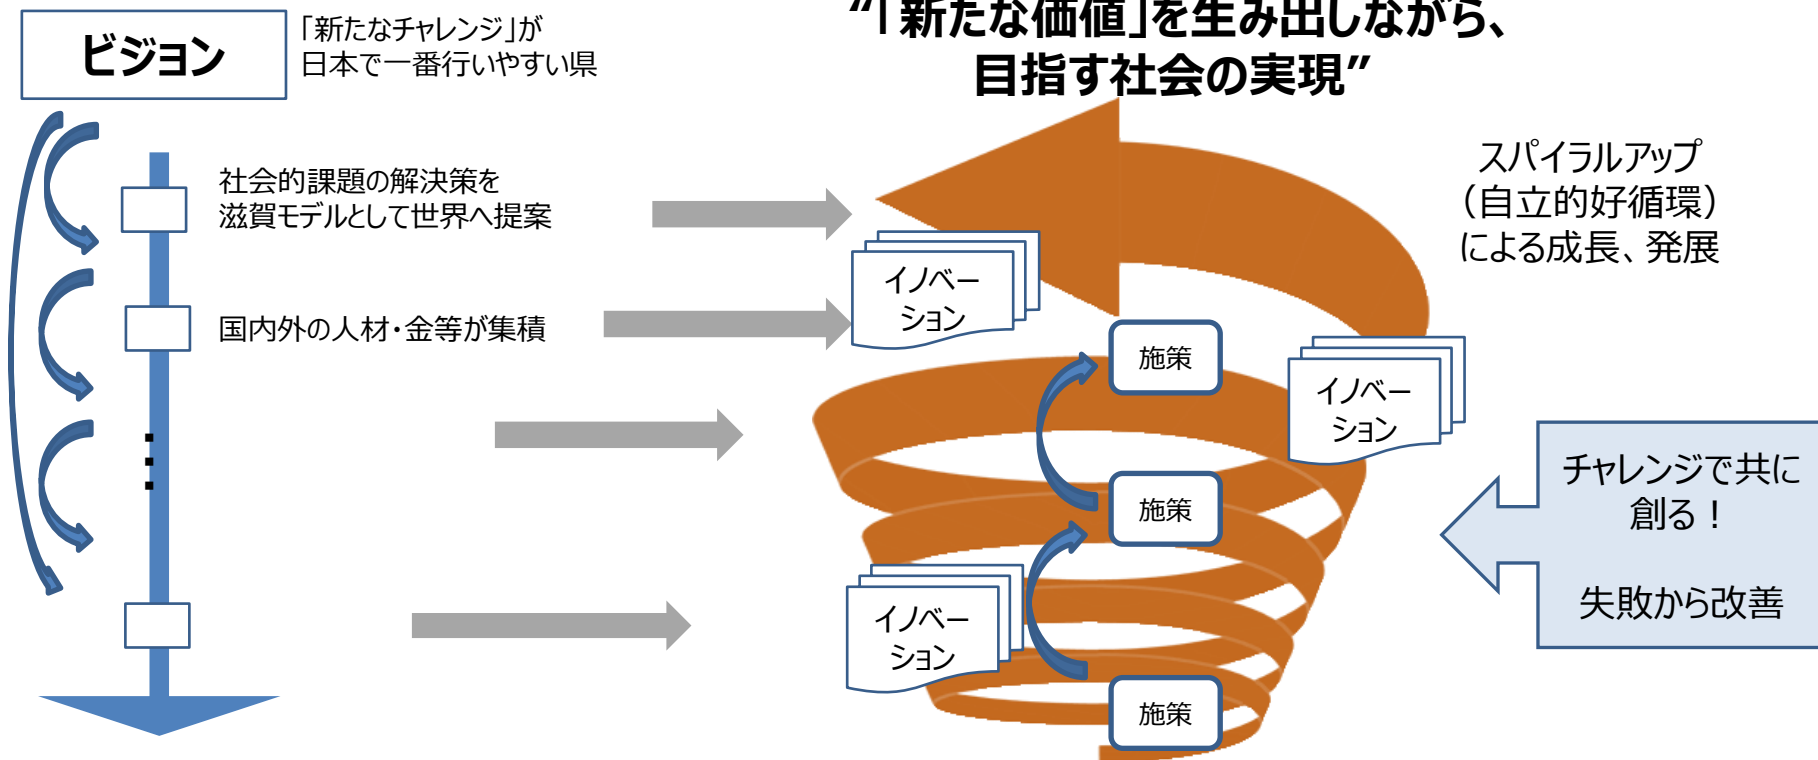 ビジョン
「新たなチャレンジ」が
日本で一番行いやすい県
“「新たな価値」を生み出しながら、
目指す社会の実現”
社会的課題の解決策を
滋賀モデルとして世界へ提案
国内外の人材・金等が集積
スパイラルアップ
（自立的好循環）
による成長、発展
イノベー
ション
施策
イノベー
ション
施策
チャレンジで共に
創る！
失敗から改善
イノベー
ション
施策